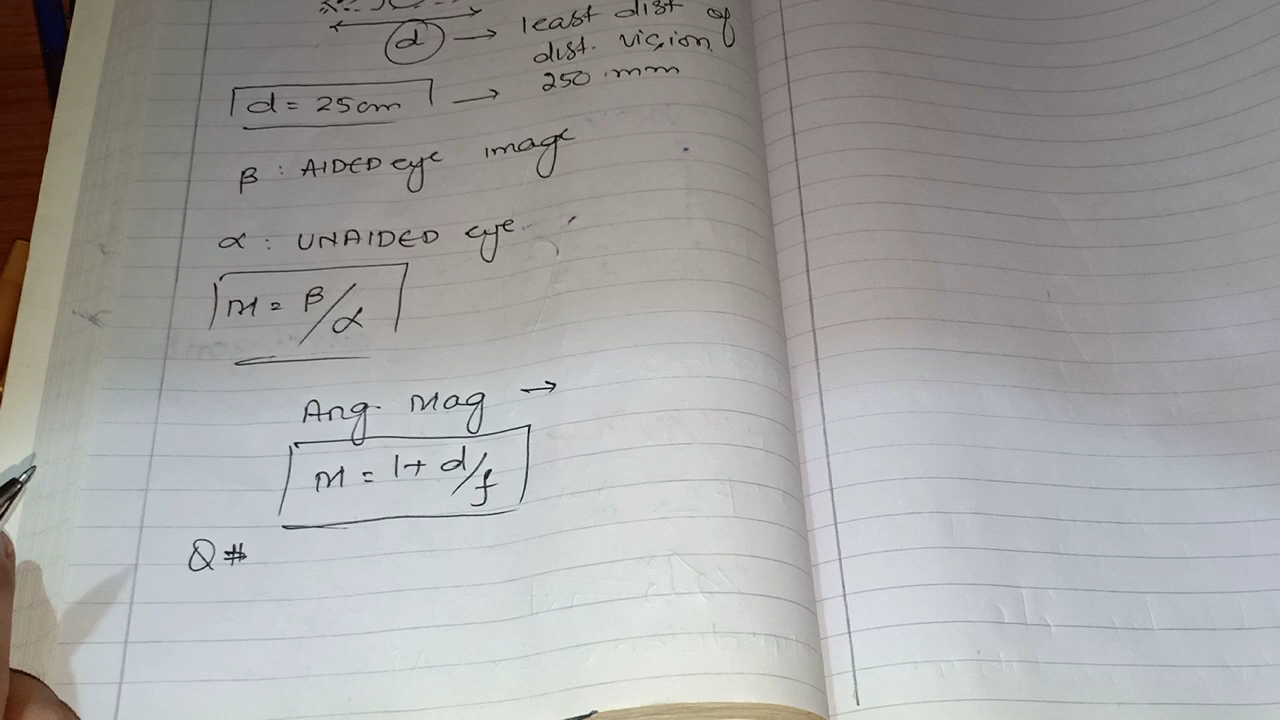 d → least dist of
dist. vision
250 mm
d = 25cm →
β : AIDED eye image
α : UNAIDED eye.
M = β/α
Ang. Mag →
M = 1 + d/f
Q #